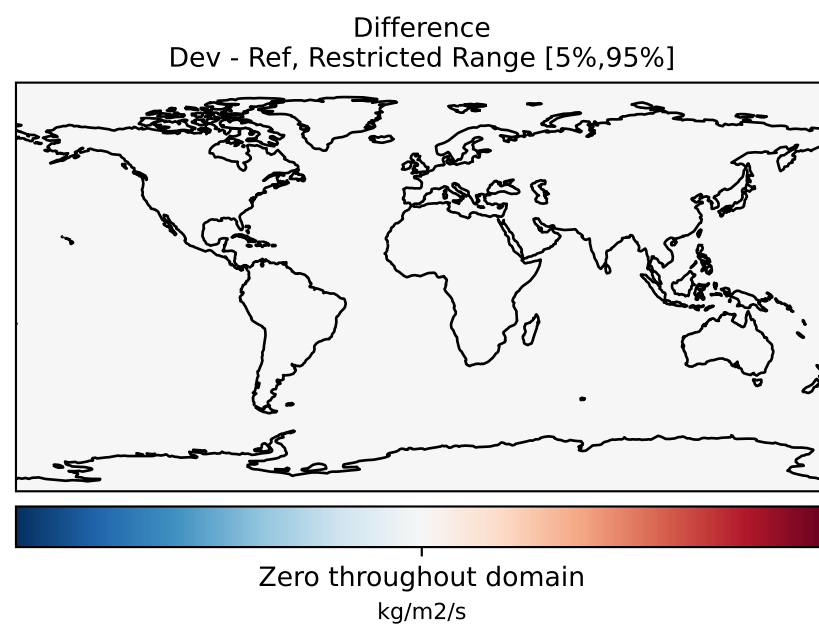 Difference
Dev - Ref, Restricted Range [5%,95%]
Zero throughout domain
kg/m2/s